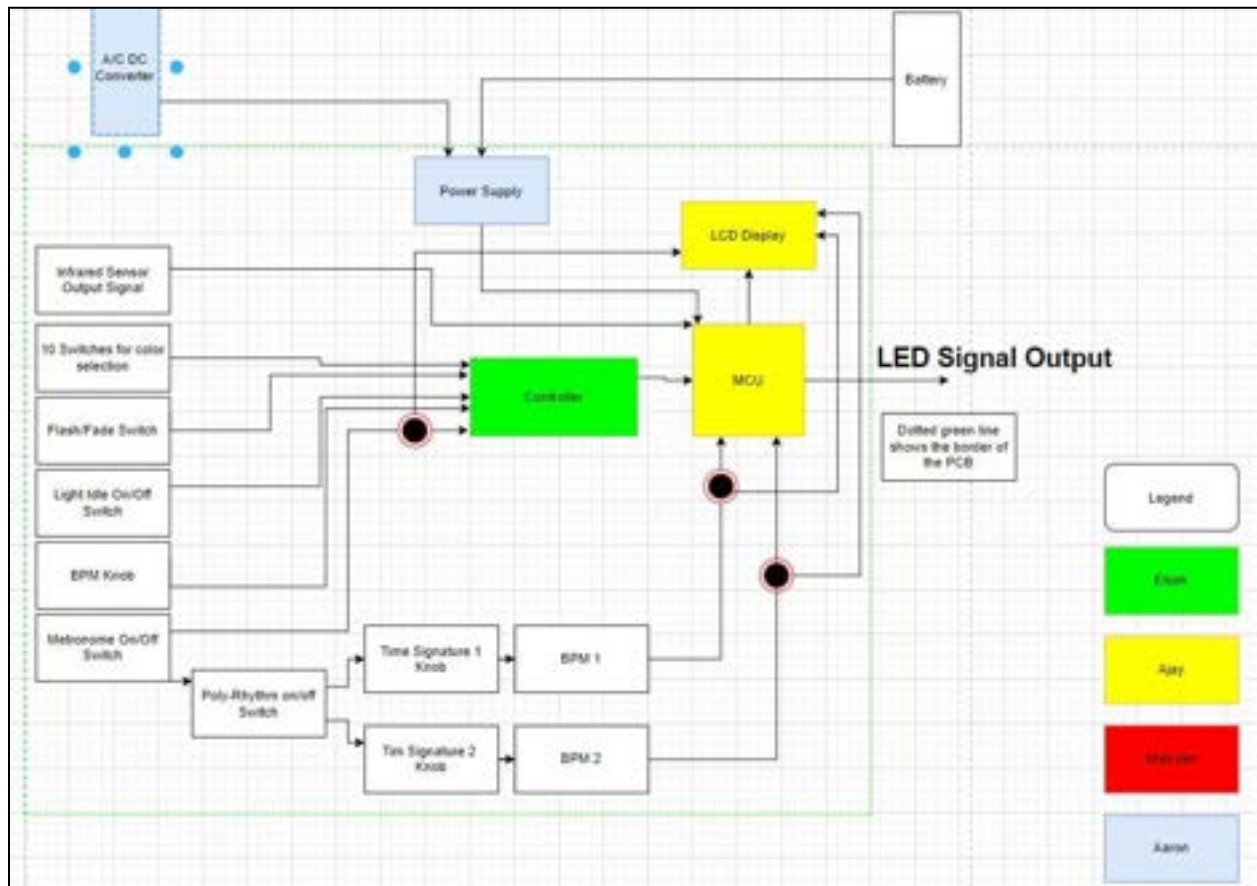 A/C DC
Converter
Battery
Power Supply
LCD Display
Infrared Sensor
Output Signal
10 Switches for color
selection
Controller
MCU
LED Signal Output
Flash/Fade Switch
Dotted green line
shows the border of
the PCB
Light Idle On/Off
Switch
Legend
BPM Knob
Metronome On/Off
Switch
Time Signature 1
Knob
BPM 1
Ajay
Poly-Rhythm on/off
Switch
Tim Signature 2
Knob
BPM 2
Aaron